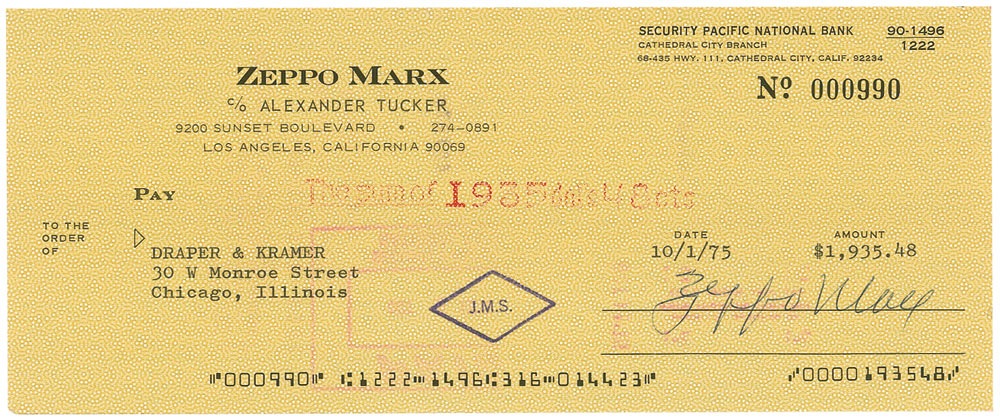 SECURITY PACIFIC NATIONAL BANK
CATHEDRAL CITY BRANCH
68-435 HWY. 111, CATHEDRAL CITY, CALIF. 92234
90-1496
1222
Nº 000990
ZEPPO MARX
c/o ALEXANDER TUCKER
9200 SUNSET BOULEVARD • 274-0891
LOS ANGELES, CALIFORNIA 90069
PAY
The sum of 1935 dols 48 cts
TO THE
ORDER
OF
DRAPER & KRAMER
30 W Monroe Street
Chicago, Illinois
DATE
10/1/75
AMOUNT
$1,935.48
J.M.S.
Zeppo Marx
⑈000990⑈ ⑆1222⑉1496⑆316⑉014423⑈
⑇0000193548⑇